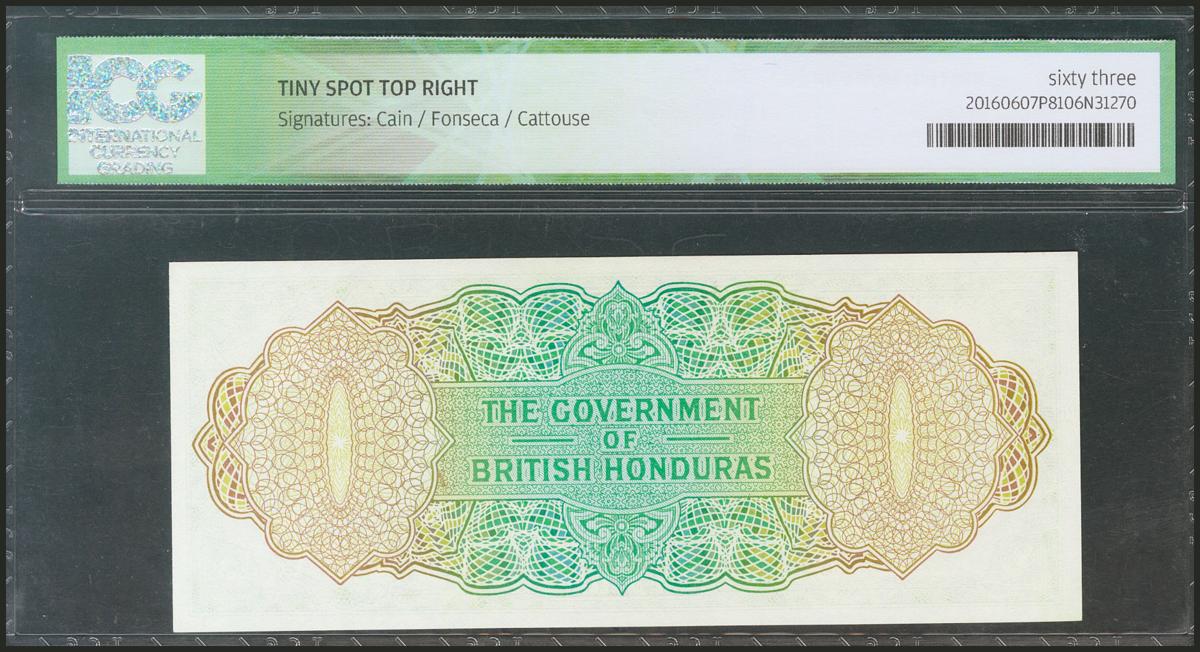 ICG
INTERNATIONAL
CURRENCY
GRADING
TINY SPOT TOP RIGHT
Signatures: Cain / Fonseca / Cattouse
sixty three
20160607P8106N31270
THE GOVERNMENT
OF
BRITISH HONDURAS